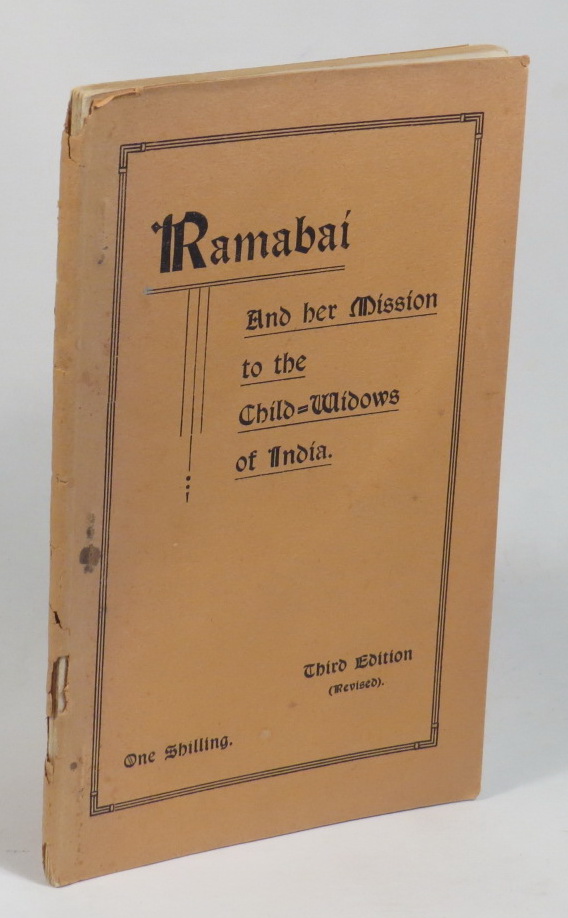 Ramabai
And her Mission
to the
Child=Widows
of India.
Third Edition
(Revised).
One Shilling.